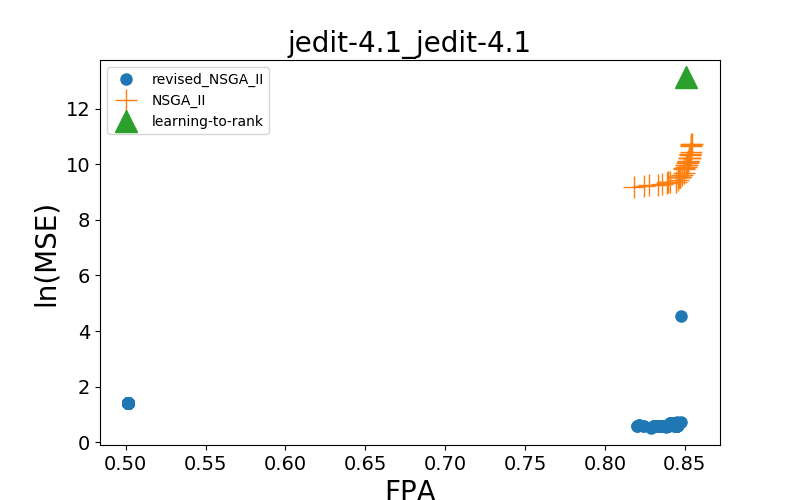 jedit-4.1_jedit-4.1
revised_NSGA_II
NSGA_II
learning-to-rank
ln(MSE)
12
10
8
6
4
2
0
0.50 0.55 0.60 0.65 0.70 0.75 0.80 0.85
FPA